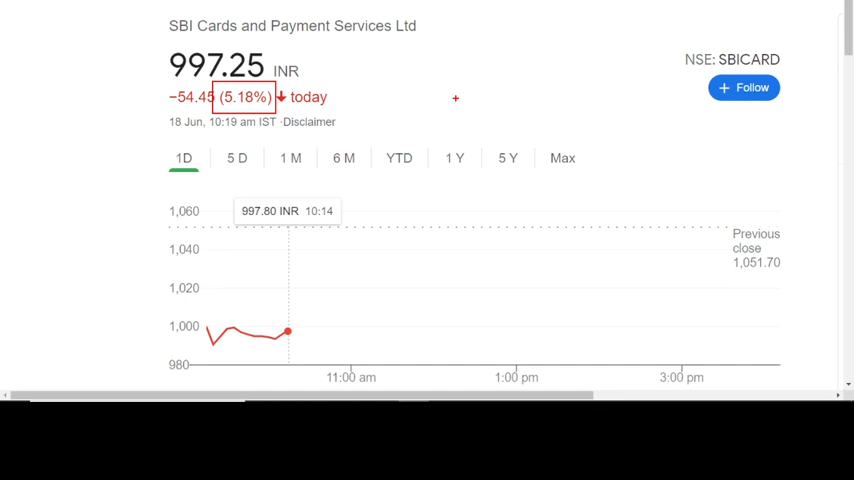 SBI Cards and Payment Services Ltd
997.25 INR
NSE: SBICARD
−54.45 (5.18%) today
+ Follow
18 Jun, 10:19 am IST · Disclaimer
1D 5 D 1 M 6 M YTD 1 Y 5 Y Max
997.80 INR 10:14
1,060
Previous
close
1,051.70
1,040
1,020
1,000
980
11:00 am 1:00 pm 3:00 pm